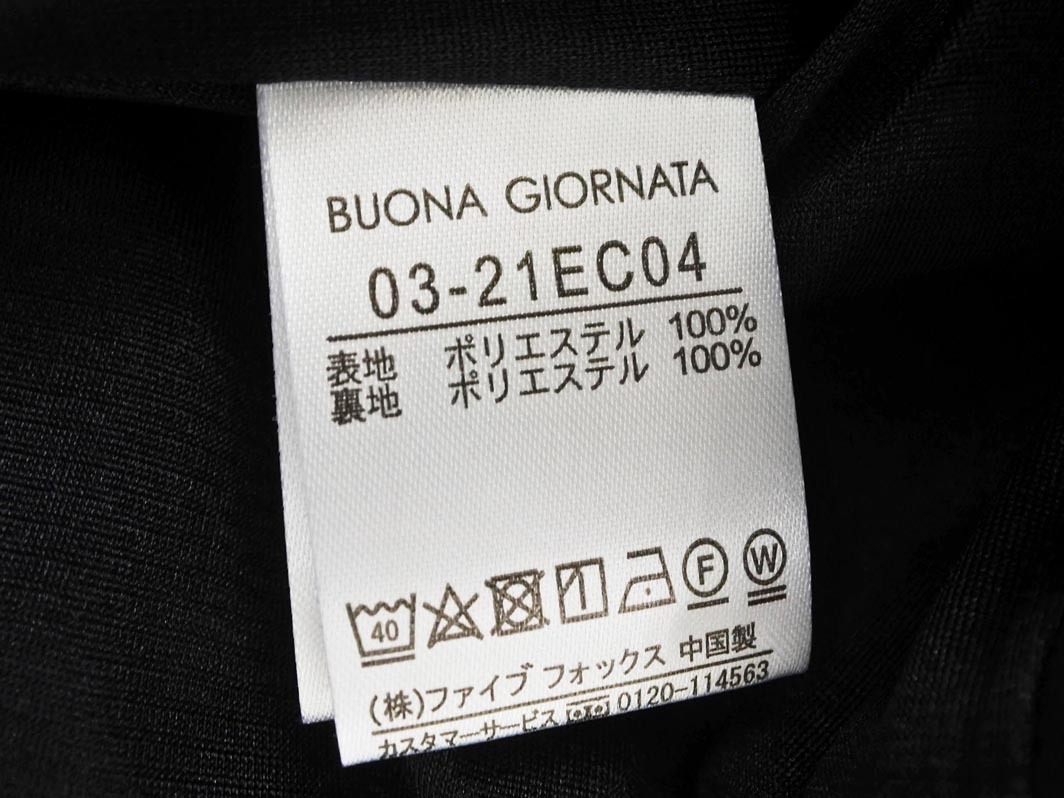 BUONA GIORNATA
03-21EC04
表地 ポリエステル 100%
裏地 ポリエステル 100%
40 F W
(株)ファイブ フォックス 中国製
カスタマーサービス 0120-114563